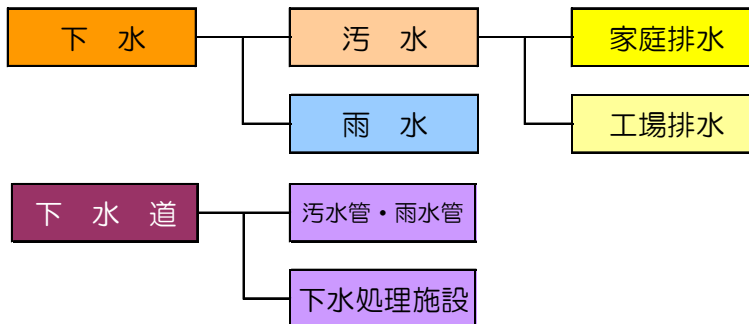 下 水
汚 水
家庭排水
雨 水
工場排水
下 水 道
汚水管・雨水管
下水処理施設